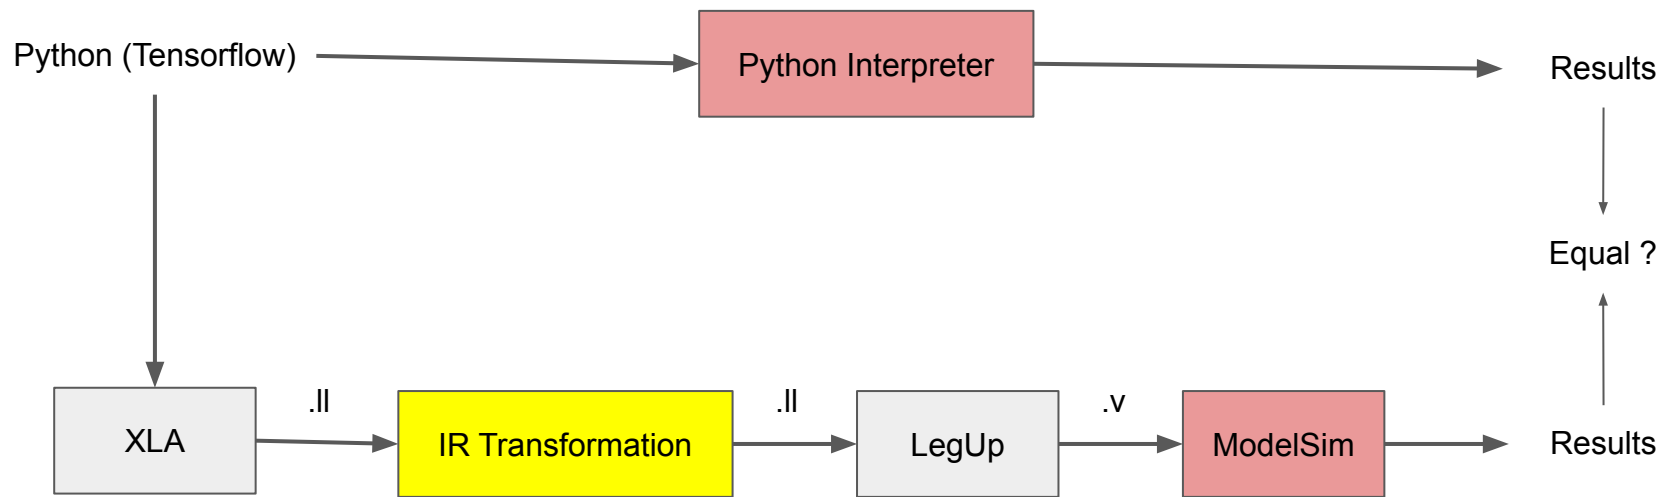 Python (Tensorflow)
Python Interpreter
Results
Equal ?
.ll
.ll
.v
XLA
IR Transformation
LegUp
ModelSim
Results